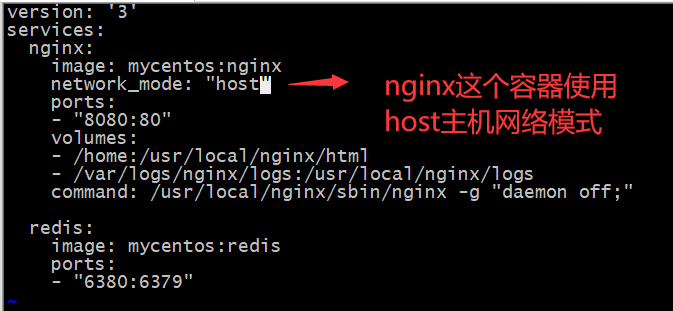 version: '3'
services:
  nginx:
    image: mycentos:nginx
    network_mode: "host"
    ports:
    - "8080:80"
    volumes:
    - /home:/usr/local/nginx/html
    - /var/logs/nginx/logs:/usr/local/nginx/logs
    command: /usr/local/nginx/sbin/nginx -g "daemon off;"

  redis:
    image: mycentos:redis
    ports:
    - "6380:6379"
~
nginx这个容器使用
host主机网络模式